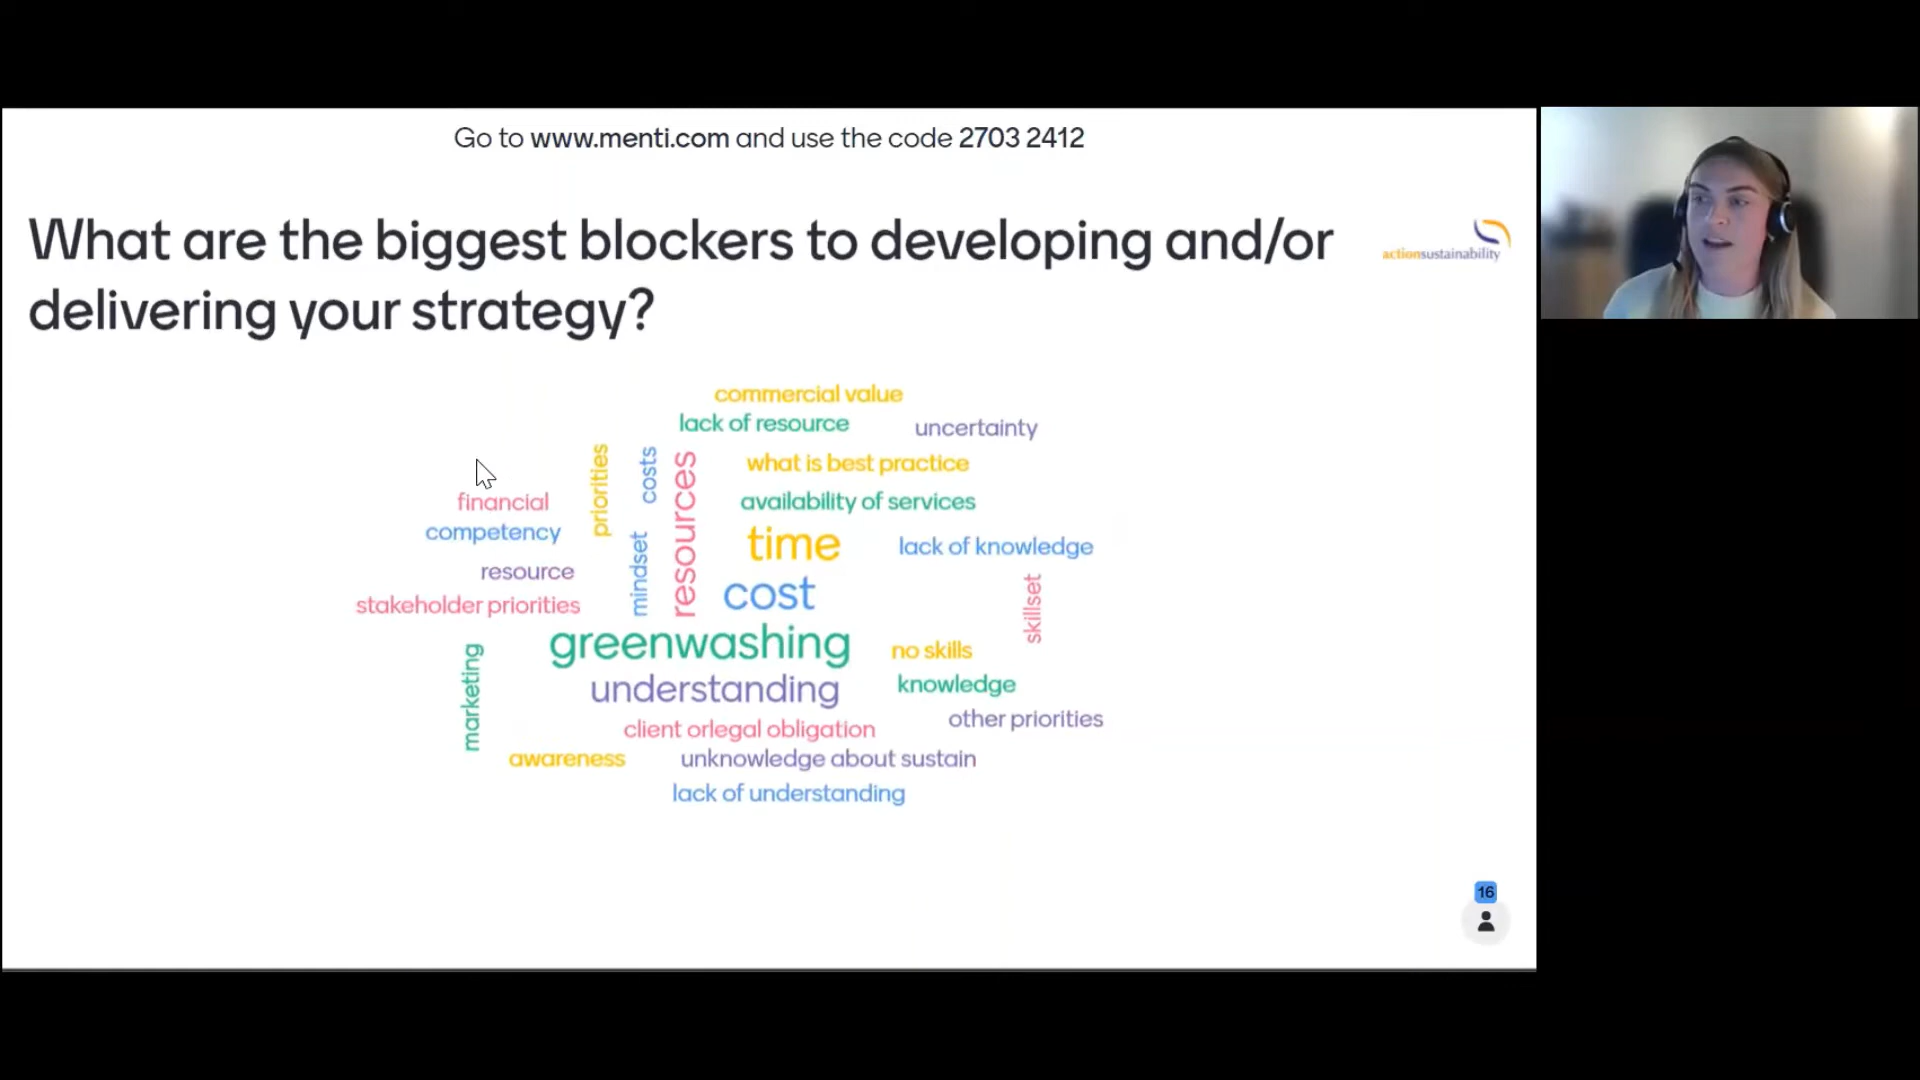 Go to www.menti.com and use the code 2703 2412
What are the biggest blockers to developing and/or
delivering your strategy?
actionsustainability
commercial value
lack of resource
uncertainty
priorities
costs
resources
what is best practice
financial
availability of services
competency
mindset
time
lack of knowledge
resource
skillset
cost
stakeholder priorities
greenwashing
no skills
marketing
understanding
knowledge
client orlegal obligation
other priorities
awareness
unknowledge about sustain
lack of understanding
16